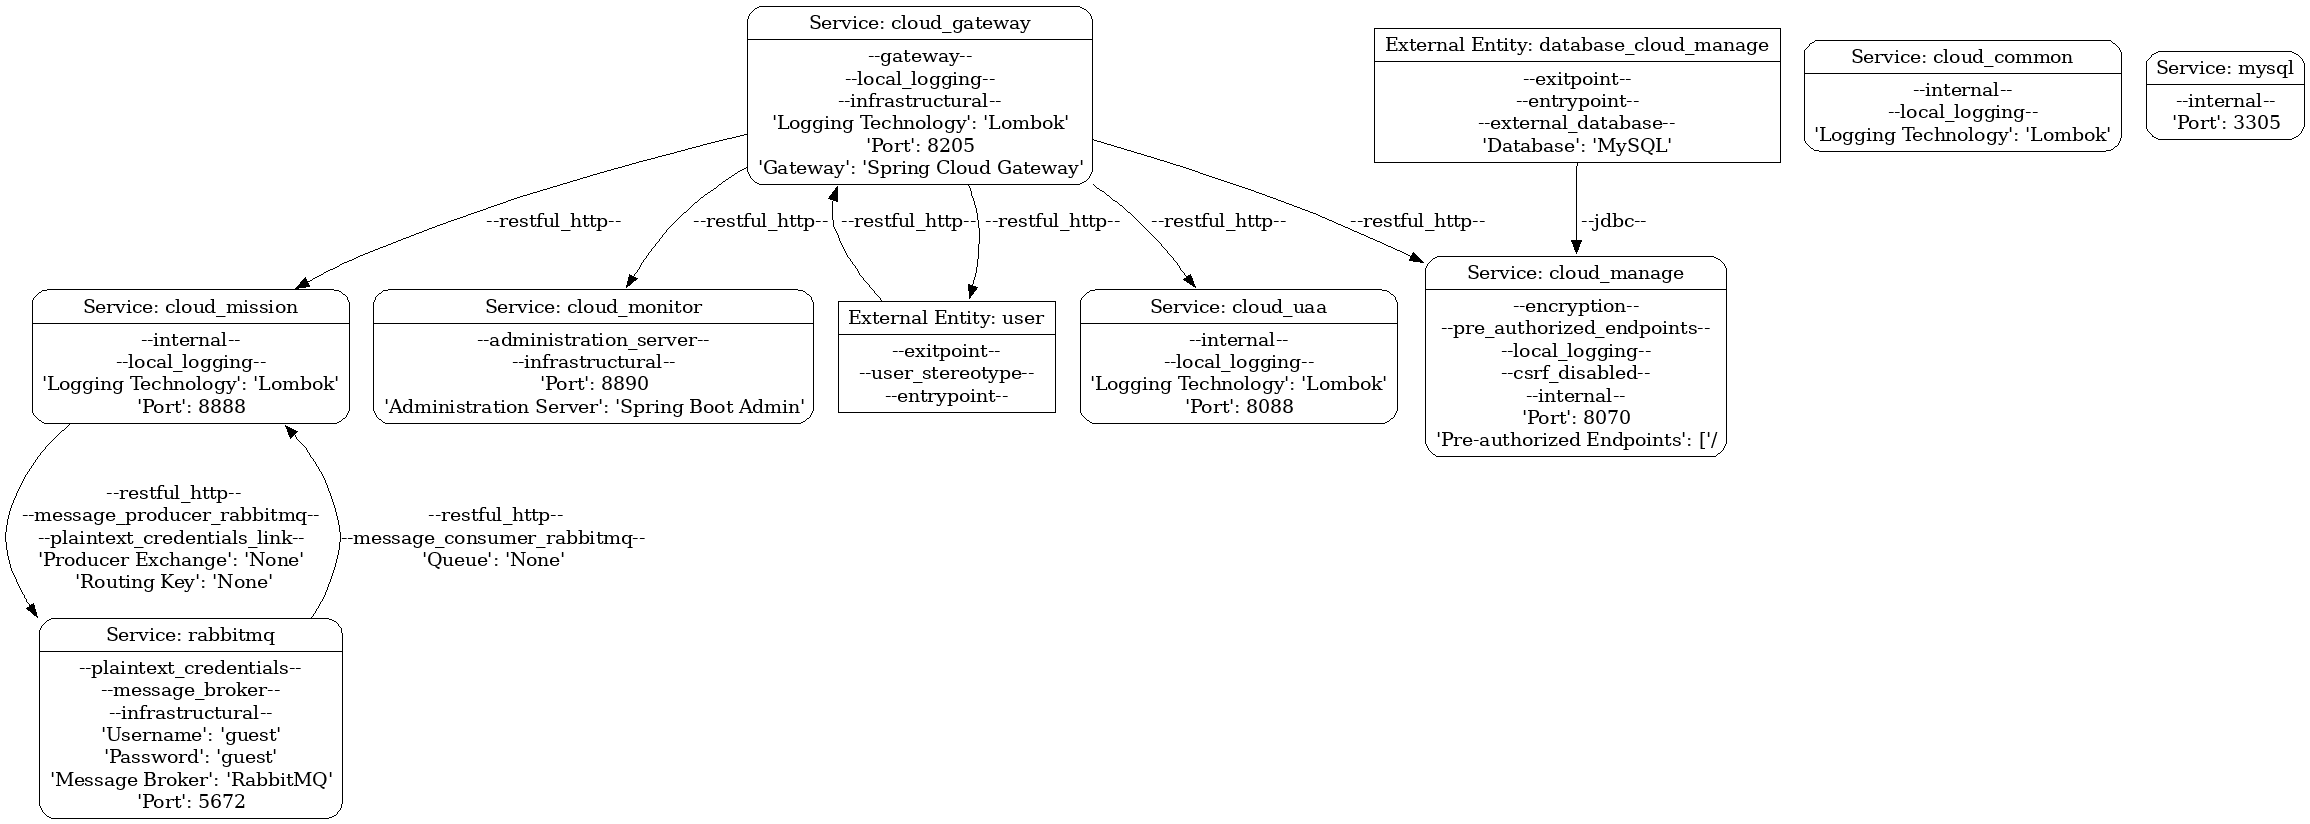 Service: cloud_gateway
--gateway--
--local_logging--
--infrastructural--
'Logging Technology': 'Lombok'
'Port': 8205
'Gateway': 'Spring Cloud Gateway'
External Entity: database_cloud_manage
--exitpoint--
--entrypoint--
--external_database--
'Database': 'MySQL'
Service: cloud_common
--internal--
--local_logging--
'Logging Technology': 'Lombok'
Service: mysql
--internal--
'Port': 3305
--restful_http--
--restful_http--
--restful_http--
--restful_http--
--restful_http--
--restful_http--
--jdbc--
Service: cloud_mission
--internal--
--local_logging--
'Logging Technology': 'Lombok'
'Port': 8888
Service: cloud_monitor
--administration_server--
--infrastructural--
'Port': 8890
'Administration Server': 'Spring Boot Admin'
External Entity: user
--exitpoint--
--user_stereotype--
--entrypoint--
Service: cloud_uaa
--internal--
--local_logging--
'Logging Technology': 'Lombok'
'Port': 8088
Service: cloud_manage
--encryption--
--pre_authorized_endpoints--
--local_logging--
--csrf_disabled--
--internal--
'Port': 8070
'Pre-authorized Endpoints': ['/
--restful_http--
--message_producer_rabbitmq--
--plaintext_credentials_link--
'Producer Exchange': 'None'
'Routing Key': 'None'
--restful_http--
--message_consumer_rabbitmq--
'Queue': 'None'
Service: rabbitmq
--plaintext_credentials--
--message_broker--
--infrastructural--
'Username': 'guest'
'Password': 'guest'
'Message Broker': 'RabbitMQ'
'Port': 5672